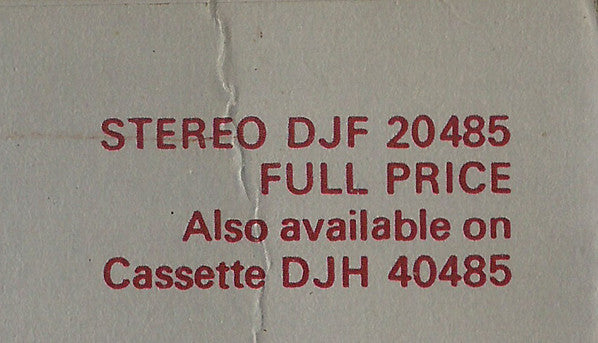 STEREO DJF 20485
FULL PRICE
Also available on
Cassette DJH 40485